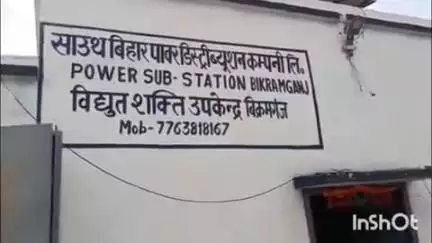 साउथ बिहार पावर डिस्ट्रीब्यूशन कम्पनी लि॰
POWER SUB-STATION BIKRAMGANJ
विद्युत शक्ति उपकेन्द्र बिक्रमगंज
Mob-7763818167
InShOt